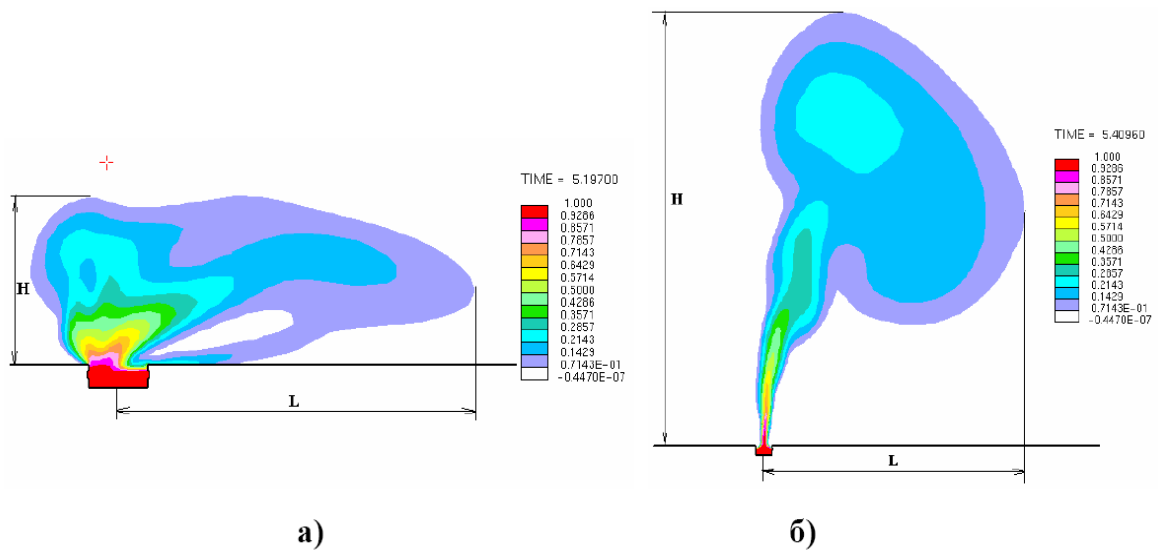 H
L
TIME = 5.19700
1.000
0.9286
0.8571
0.7857
0.7143
0.6429
0.5714
0.5000
0.4286
0.3571
0.2857
0.2143
0.1429
0.7143E-01
-0.4470E-07
H
L
TIME = 5.40960
1.000
0.9286
0.8571
0.7857
0.7143
0.6429
0.5714
0.5000
0.4286
0.3571
0.2857
0.2143
0.1429
0.7143E-01
-0.4470E-07
а)
б)